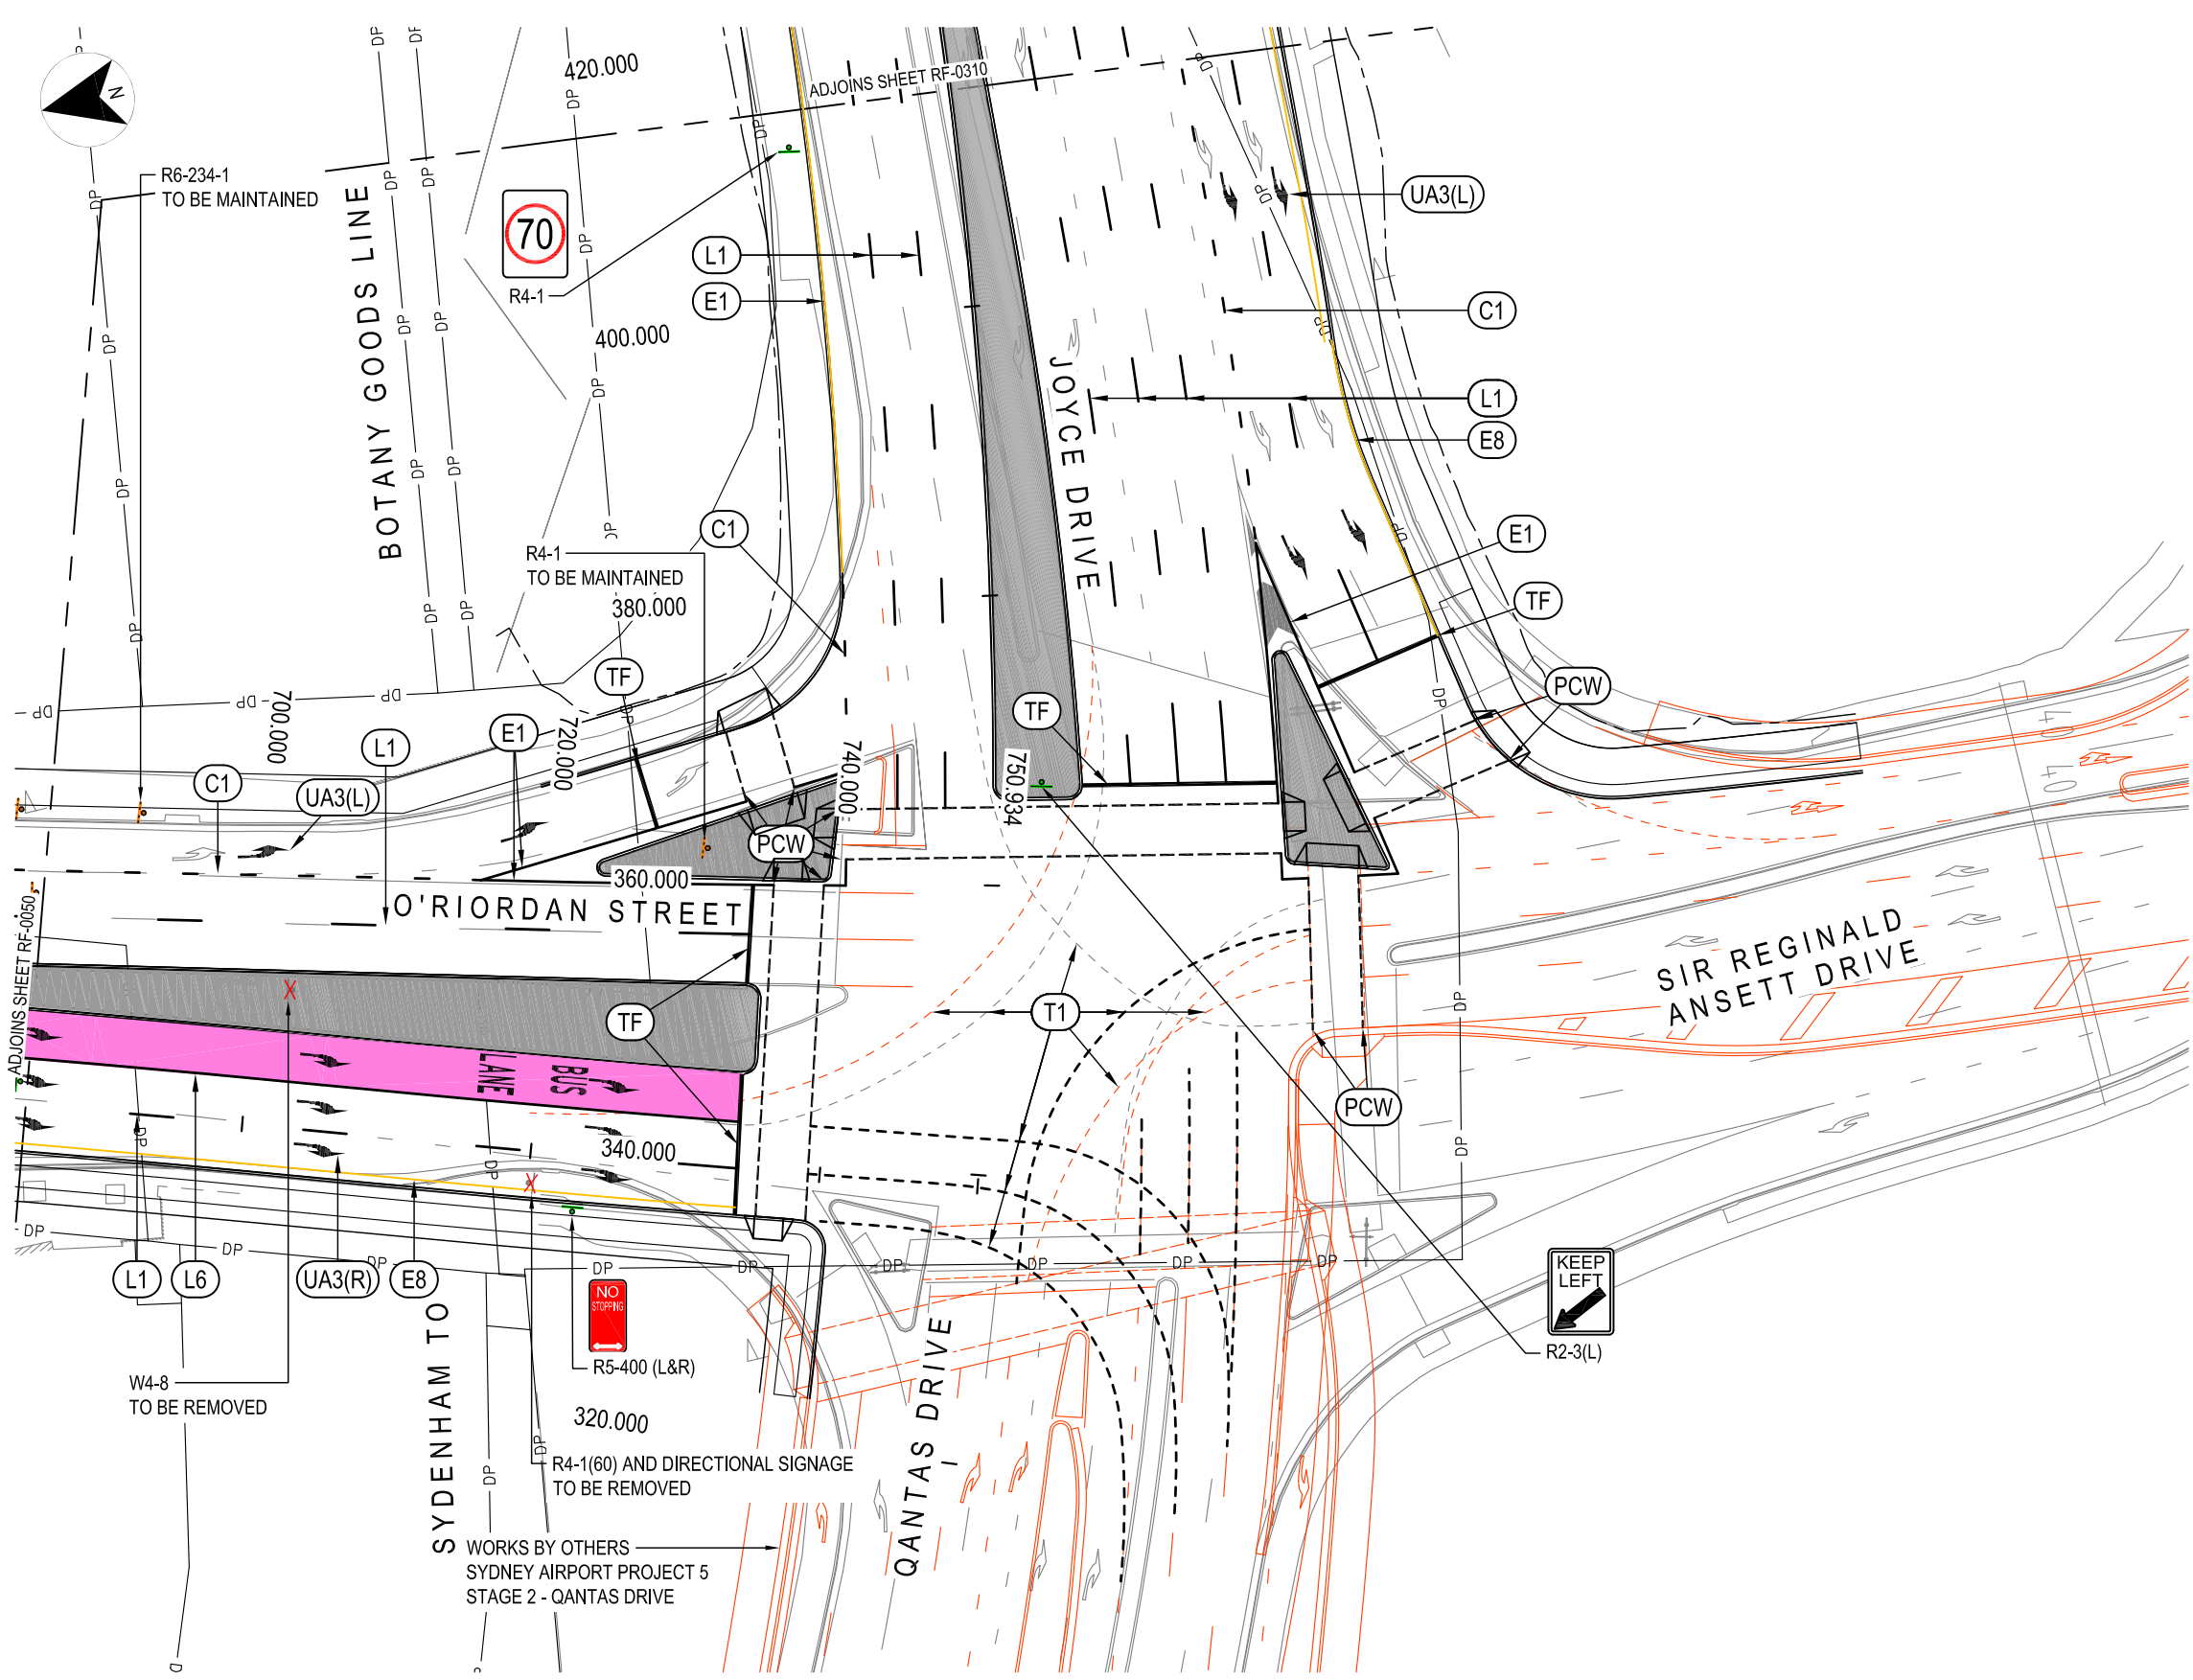 N
420.000
ADJOINS SHEET RF-0310
R6-234-1
TO BE MAINTAINED
BOTANY GOODS LINE
70
R4-1
400.000
L1
E1
UA3(L)
C1
L1
E8
JOYCE DRIVE
C1
R4-1
TO BE MAINTAINED
380.000
E1
TF
TF
PCW
700.000
720.000
740.000
750.934
TF
L1
E1
C1
UA3(L)
PCW
360.000
O'RIORDAN STREET
ADJOINS SHEET RF-0050
SIR REGINALD
ANSETT DRIVE
TF
T1
BUS
LANE
PCW
340.000
L1
L6
UA3(R)
E8
NO
STOPPING
R5-400 (L&R)
KEEP
LEFT
R2-3(L)
W4-8
TO BE REMOVED
SYDENHAM TO
320.000
QANTAS DRIVE
R4-1(60) AND DIRECTIONAL SIGNAGE
TO BE REMOVED
WORKS BY OTHERS
SYDNEY AIRPORT PROJECT 5
STAGE 2 - QANTAS DRIVE
DP
40